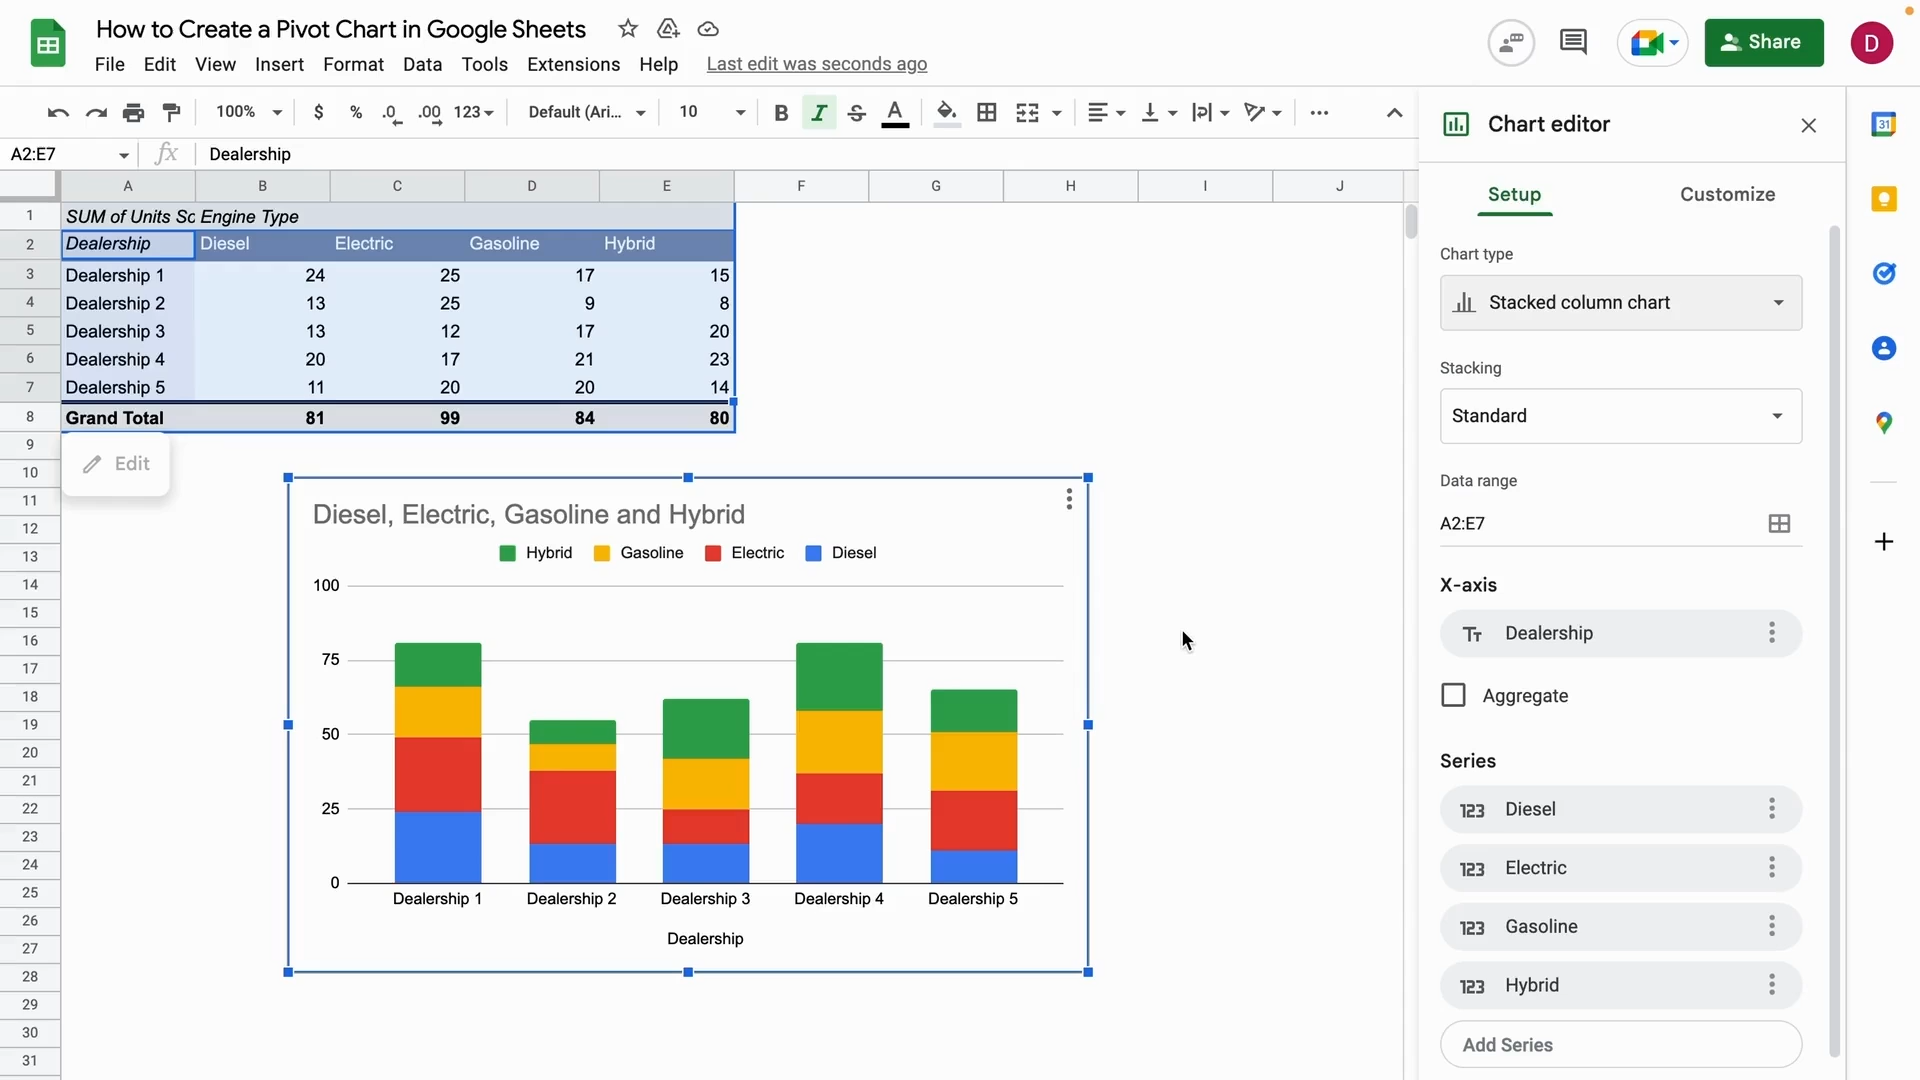 How to Create a Pivot Chart in Google Sheets
Share
D
File Edit View Insert Format Data Tools Extensions Help Last edit was seconds ago
100% $ % .0 .00 123 Default (Ari... 10 B I S A
Chart editor
31
A2:E7 fx Dealership
A B C D E F G H I J
Setup Customize
1 SUM of Units Sc Engine Type
2 Dealership Diesel Electric Gasoline Hybrid
3 Dealership 1 24 25 17 15
4 Dealership 2 13 25 9 8
5 Dealership 3 13 12 17 20
6 Dealership 4 20 17 21 23
7 Dealership 5 11 20 20 14
8 Grand Total 81 99 84 80
9
10
11
12
13
14
15
16
17
18
19
20
21
22
23
24
25
26
27
28
29
30
31
Edit
Diesel, Electric, Gasoline and Hybrid
Hybrid Gasoline Electric Diesel
100
75
50
25
0
Dealership 1 Dealership 2 Dealership 3 Dealership 4 Dealership 5
Dealership
Chart type
Stacked column chart
Stacking
Standard
Data range
A2:E7
X-axis
Tт Dealership
Aggregate
Series
123 Diesel
123 Electric
123 Gasoline
123 Hybrid
Add Series